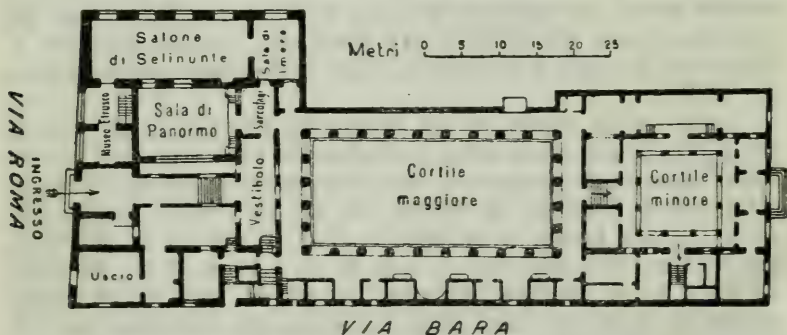 Salone
di Selinunte
Sala di
Imera
Metri 0 5 10 15 20 25
Museo Etrusco
Sala di
Panormo
Sarcofagi
VIA ROMA
INGRESSO
Vestibolo
Cortile
maggiore
Cortile
minore
Uscio
VIA BARA